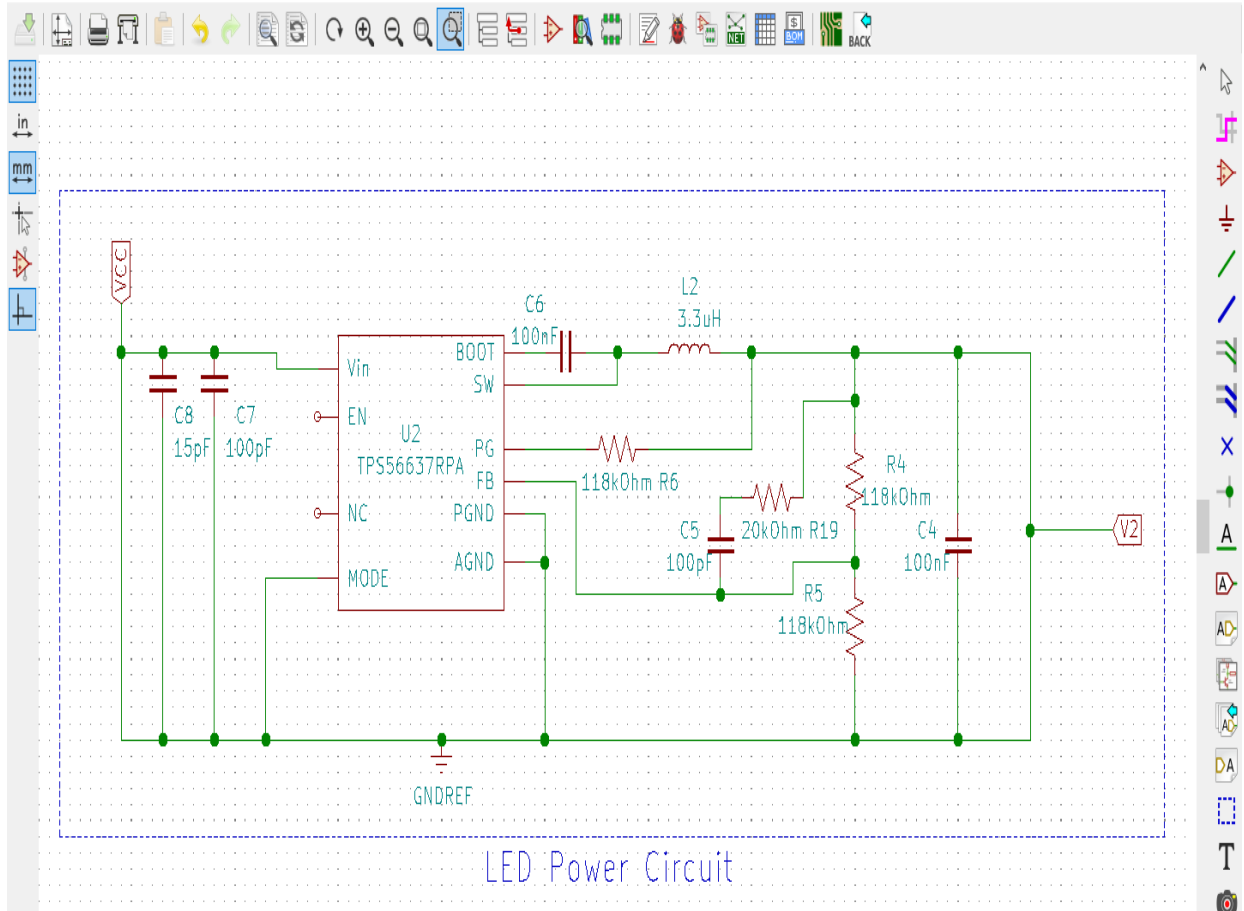 NET
$
BOM
BACK
in
mm
VCC
L2
3.3uH
C6
100nF
BOOT
Vin
SW
C8
C7
EN
15pF
100pF
U2
TPS56637RPA
PG
FB
118kOhm R6
R4
118kOhm
NC
PGND
C5
20kOhm R19
C4
V2
100pF
100nF
AGND
MODE
R5
118kOhm
GNDREF
LED Power Circuit
A
A
AD
AD
DA
T